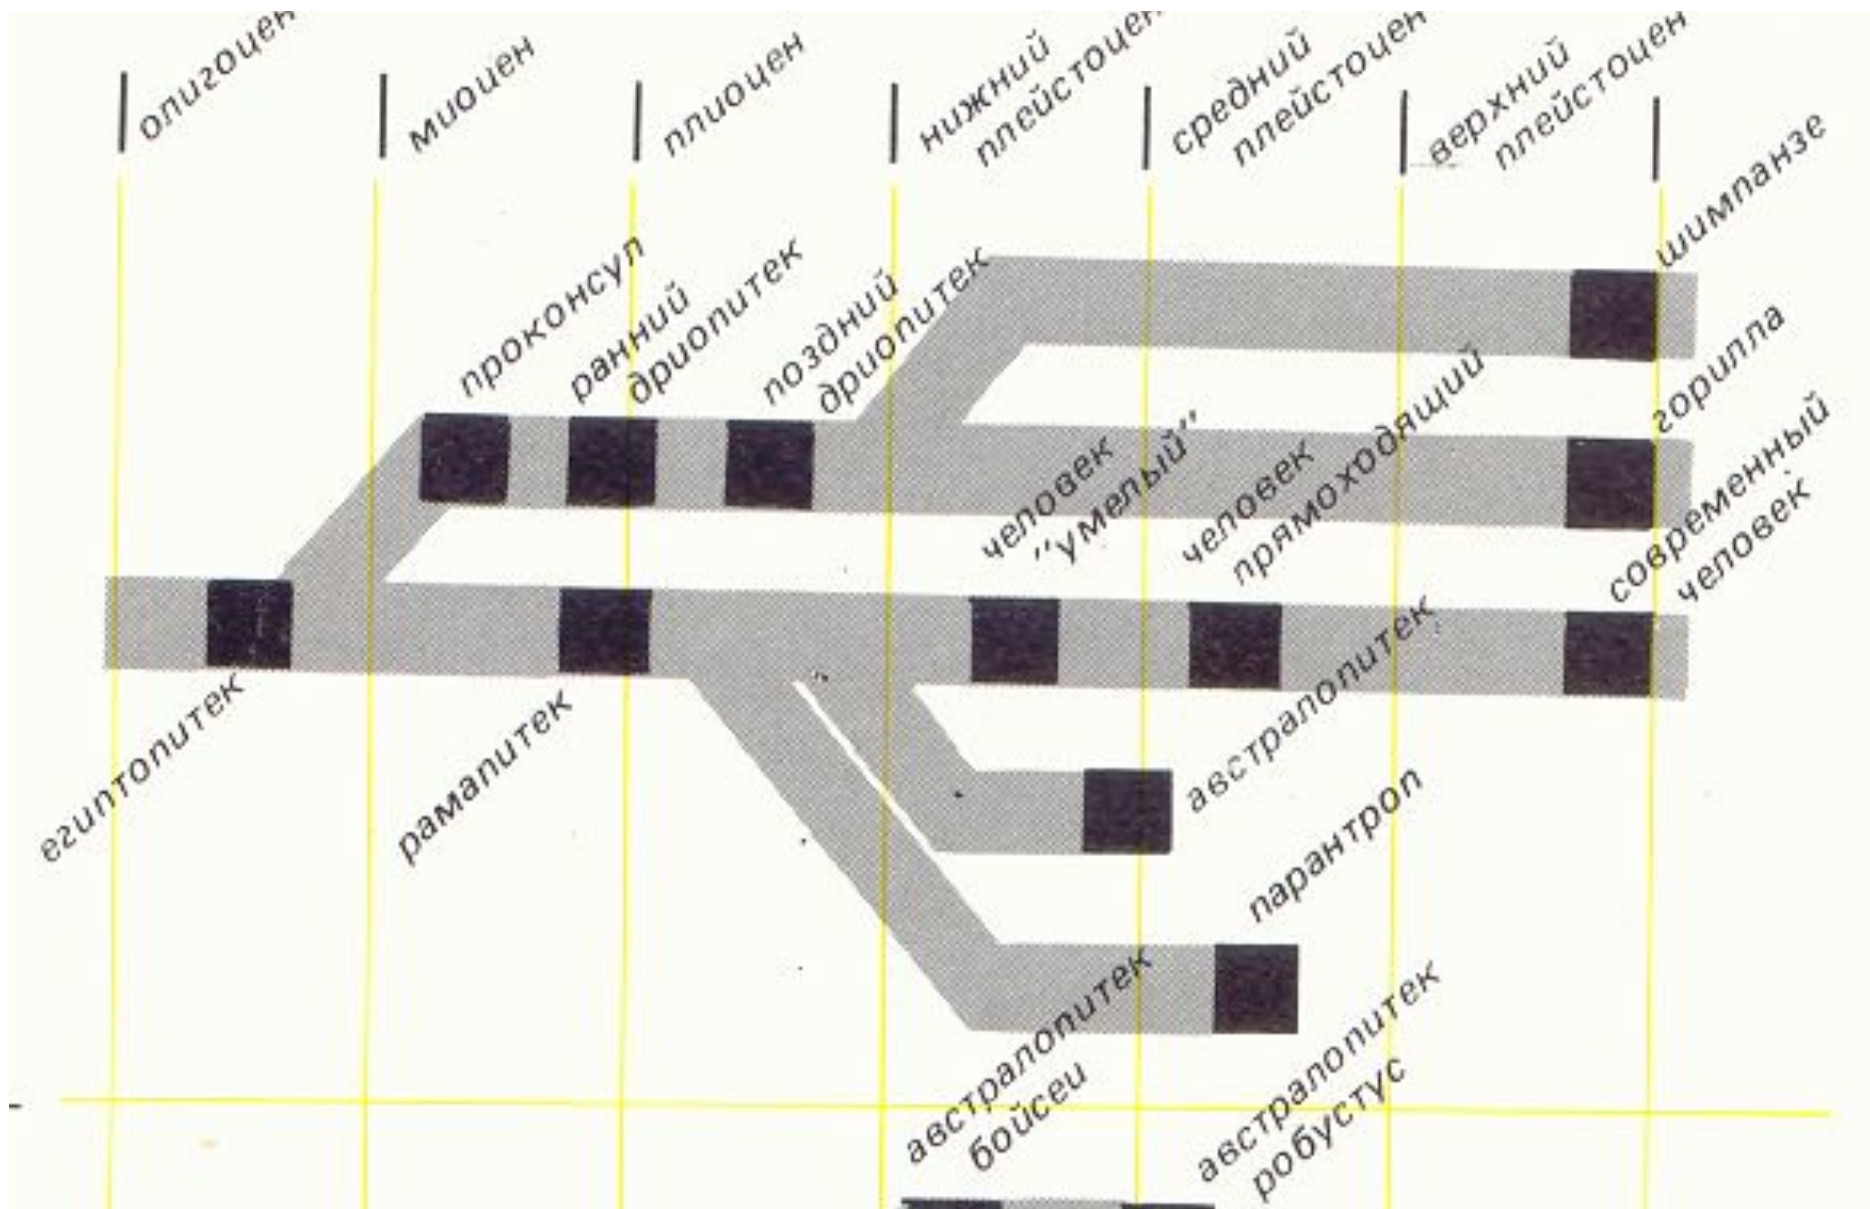 олигоцен
миоцен
плиоцен
нижний
плейстоцен
средний
плейстоцен
верхний
плейстоцен
шимпанзе
проконсул
ранний
дриопитек
поздний
дриопитек
горилла
человек
"умелый"
человек
прямоходящий
современный
человек
египтопитек
рамапитек
австралопитек
парантроп
австралопитек
бойсеи
австралопитек
робустус